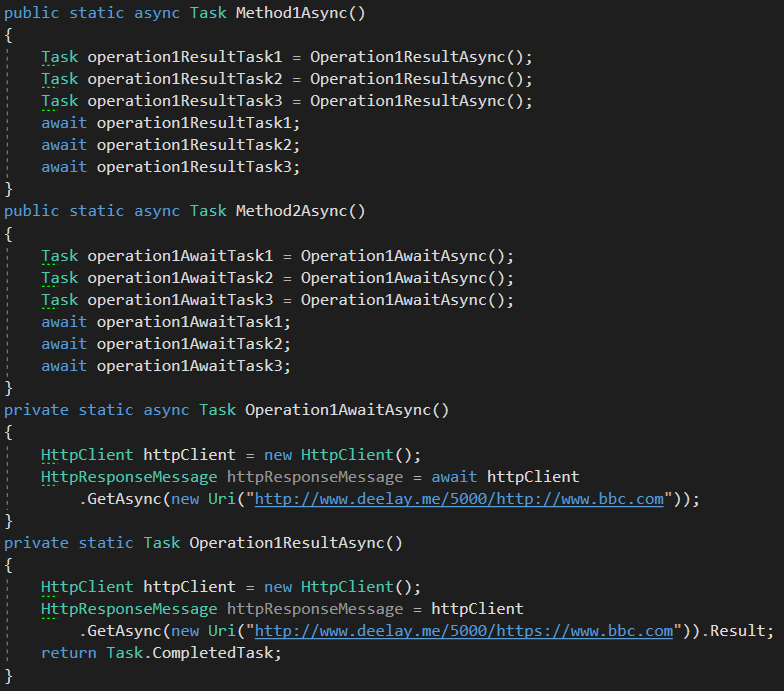 public static async Task Method1Async()
{
    Task operation1ResultTask1 = Operation1ResultAsync();
    Task operation1ResultTask2 = Operation1ResultAsync();
    Task operation1ResultTask3 = Operation1ResultAsync();
    await operation1ResultTask1;
    await operation1ResultTask2;
    await operation1ResultTask3;
}
public static async Task Method2Async()
{
    Task operation1AwaitTask1 = Operation1AwaitAsync();
    Task operation1AwaitTask2 = Operation1AwaitAsync();
    Task operation1AwaitTask3 = Operation1AwaitAsync();
    await operation1AwaitTask1;
    await operation1AwaitTask2;
    await operation1AwaitTask3;
}
private static async Task Operation1AwaitAsync()
{
    HttpClient httpClient = new HttpClient();
    HttpResponseMessage httpResponseMessage = await httpClient
        .GetAsync(new Uri("http://www.deelay.me/5000/http://www.bbc.com"));
}
private static Task Operation1ResultAsync()
{
    HttpClient httpClient = new HttpClient();
    HttpResponseMessage httpResponseMessage = httpClient
        .GetAsync(new Uri("http://www.deelay.me/5000/https://www.bbc.com")).Result;
    return Task.CompletedTask;
}